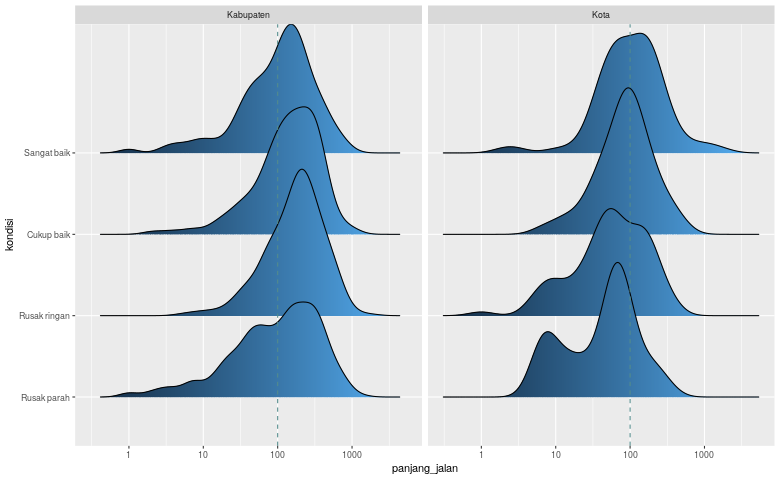 Kabupaten
Kota
kondisi
Sangat baik
Cukup baik
Rusak ringan
Rusak parah
1 10 100 1000
1 10 100 1000
panjang_jalan